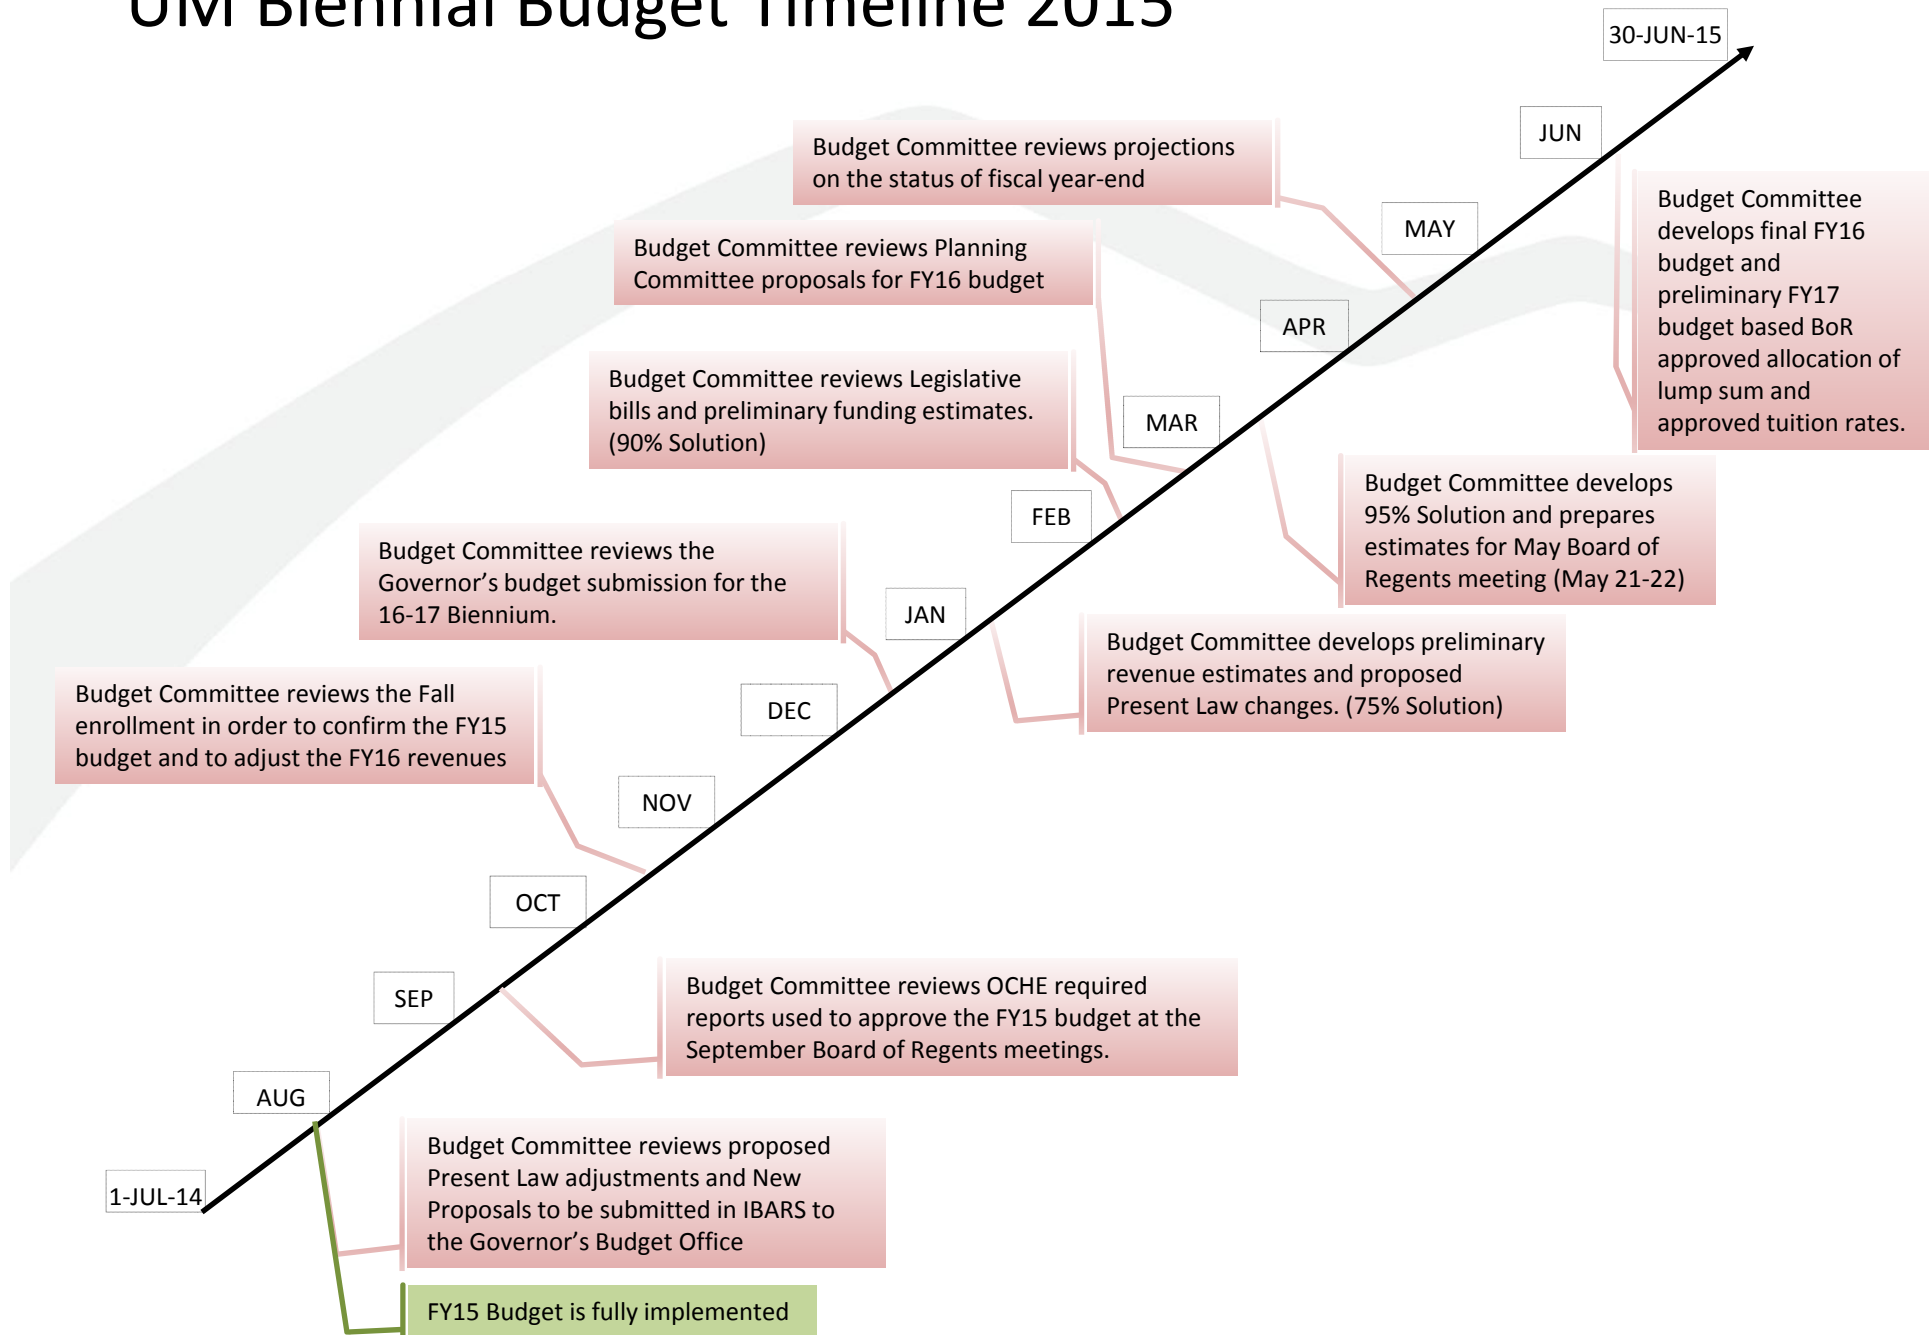 UM Biennial Budget Timeline 2015
30-JUN-15
JUN
Budget Committee reviews projections
on the status of fiscal year-end
MAY
Budget Committee
develops final FY16
budget and
preliminary FY17
budget based BoR
approved allocation of
lump sum and
approved tuition rates.
Budget Committee reviews Planning
Committee proposals for FY16 budget
APR
Budget Committee reviews Legislative
bills and preliminary funding estimates.
(90% Solution)
MAR
Budget Committee develops
95% Solution and prepares
estimates for May Board of
Regents meeting (May 21-22)
FEB
Budget Committee reviews the
Governor’s budget submission for the
16-17 Biennium.
JAN
Budget Committee develops preliminary
revenue estimates and proposed
Present Law changes. (75% Solution)
Budget Committee reviews the Fall
enrollment in order to confirm the FY15
budget and to adjust the FY16 revenues
DEC
NOV
OCT
SEP
Budget Committee reviews OCHE required
reports used to approve the FY15 budget at the
September Board of Regents meetings.
AUG
Budget Committee reviews proposed
Present Law adjustments and New
Proposals to be submitted in IBARS to
the Governor’s Budget Office
1-JUL-14
FY15 Budget is fully implemented